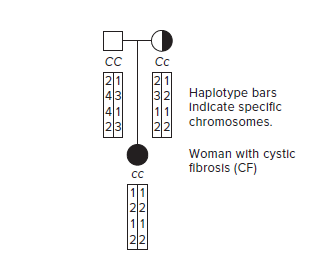 CC Cc
2 1 2 1
4 3 3 2
4 1 1 1
2 3 2 2
Haplotype bars
indicate specific
chromosomes.
Woman with cystic
fibrosis (CF)
cc
1 1
2 2
1 1
2 2